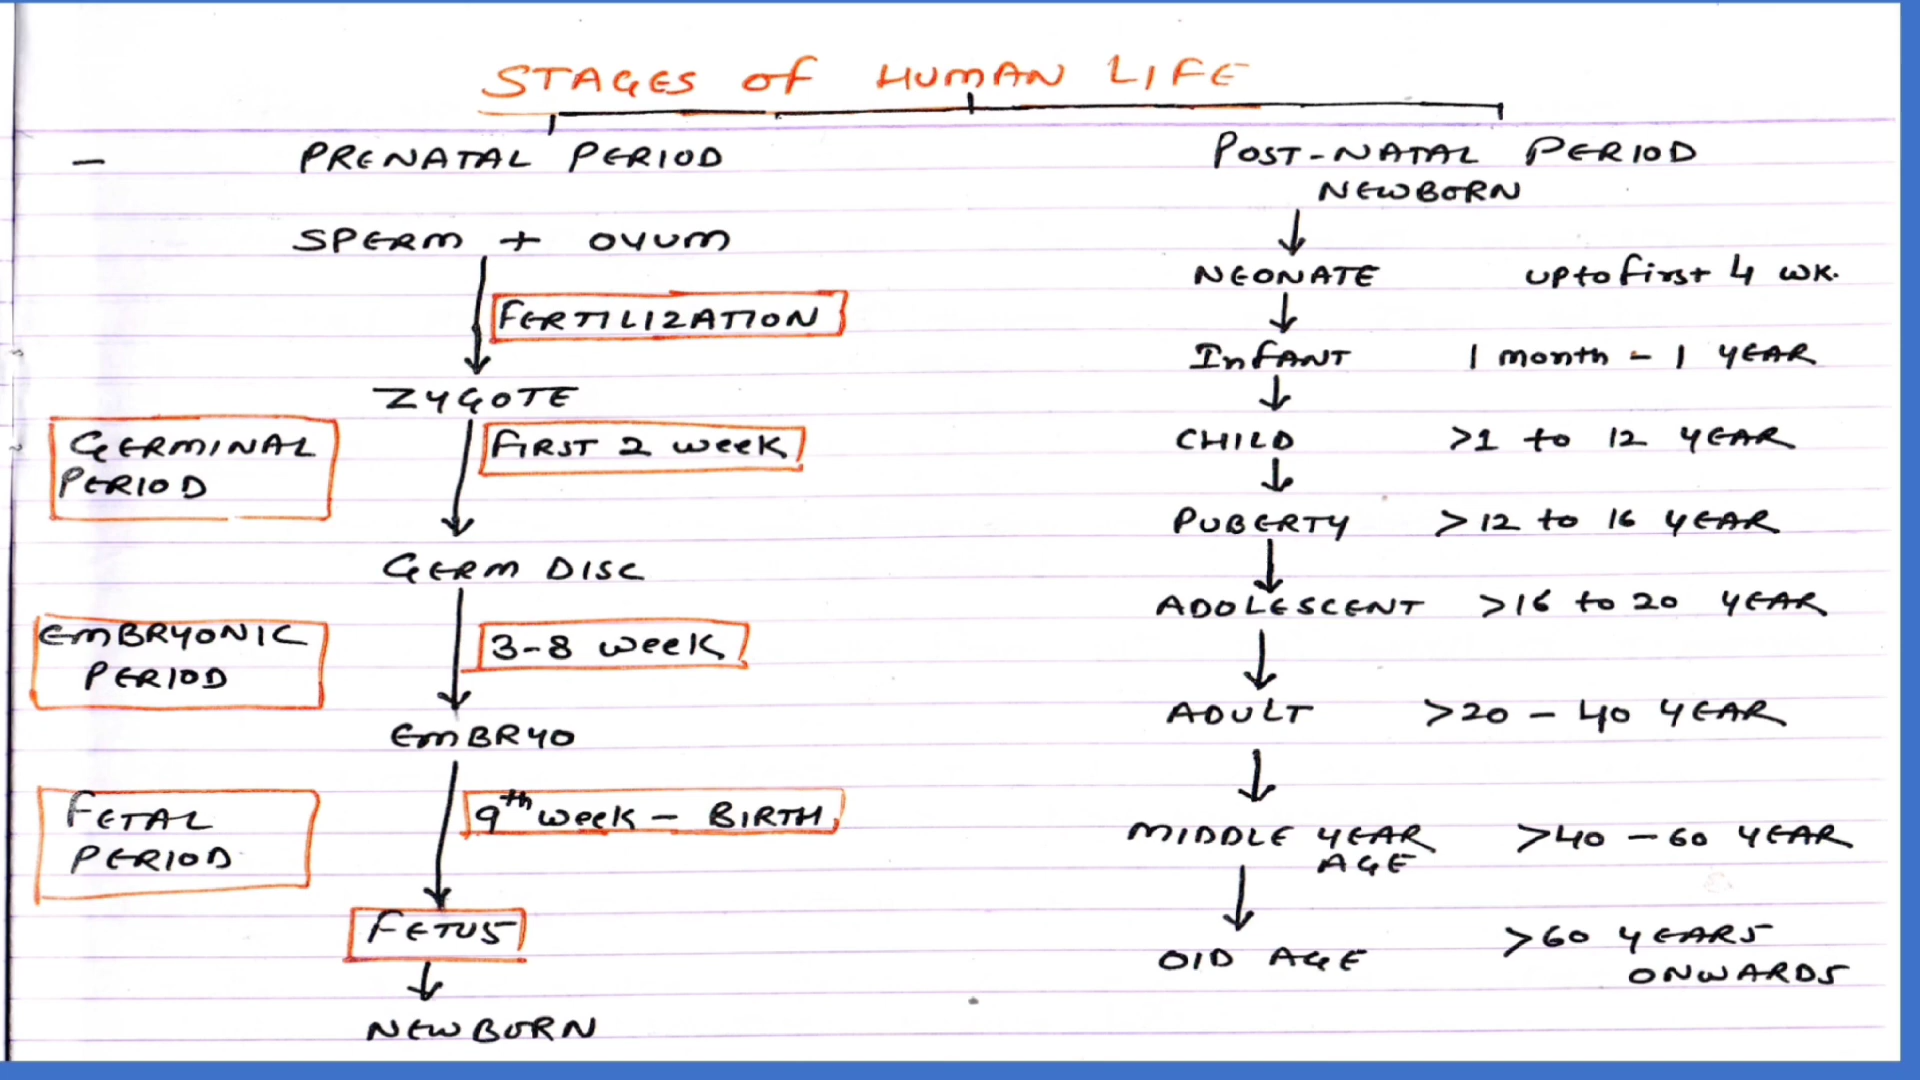 STAGES OF HUMAN LIFE
– PRENATAL PERIOD
SPERM + OVUM
FERTILIZATION
ZYGOTE
GERMINAL PERIOD
FIRST 2 week
GERM DISC
EMBRYONIC PERIOD
3-8 week
EMBRYO
FETAL PERIOD
9th week – BIRTH
FETUS
NEWBORN
POST-NATAL PERIOD
NEWBORN
NEONATE upto first 4 wk.
INFANT 1 month - 1 YEAR
CHILD >1 to 12 YEAR
PUBERTY >12 to 16 YEAR
ADOLESCENT >16 to 20 YEAR
ADULT >20 – 40 YEAR
MIDDLE YEAR AGE >40 – 60 YEAR
OlD AGE >60 YEARS ONWARDS